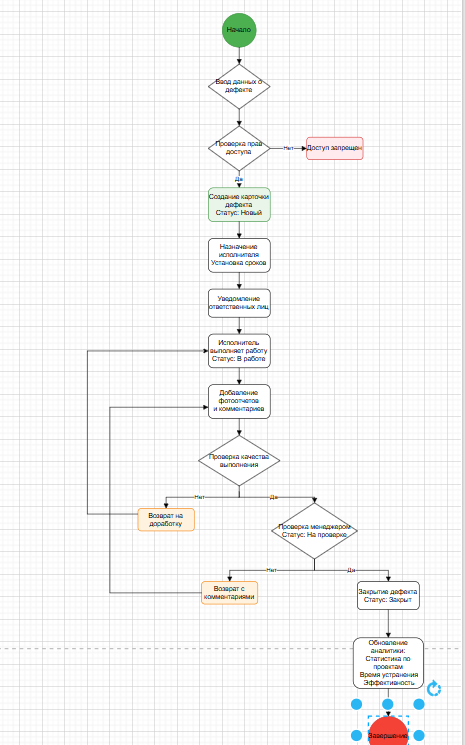 Начало
Ввод данных о
дефекте
Проверка прав
доступа
Нет
Доступ запрещен
Да
Создание карточки
дефекта
Статус: Новый
Назначение
исполнителя
Установка сроков
Уведомление
ответственных лиц
Исполнитель
выполняет работу
Статус: В работе
Добавление
фотоотчетов
и комментариев
Проверка качества
выполнения
Нет
Да
Возврат на
доработку
Проверка менеджером
Статус: На проверке
Нет
Да
Возврат с
комментариями
Закрытие дефекта
Статус: Закрыт
Обновление
аналитики:
Статистика по
проектам
Время устранения
Эффективность
Завершение